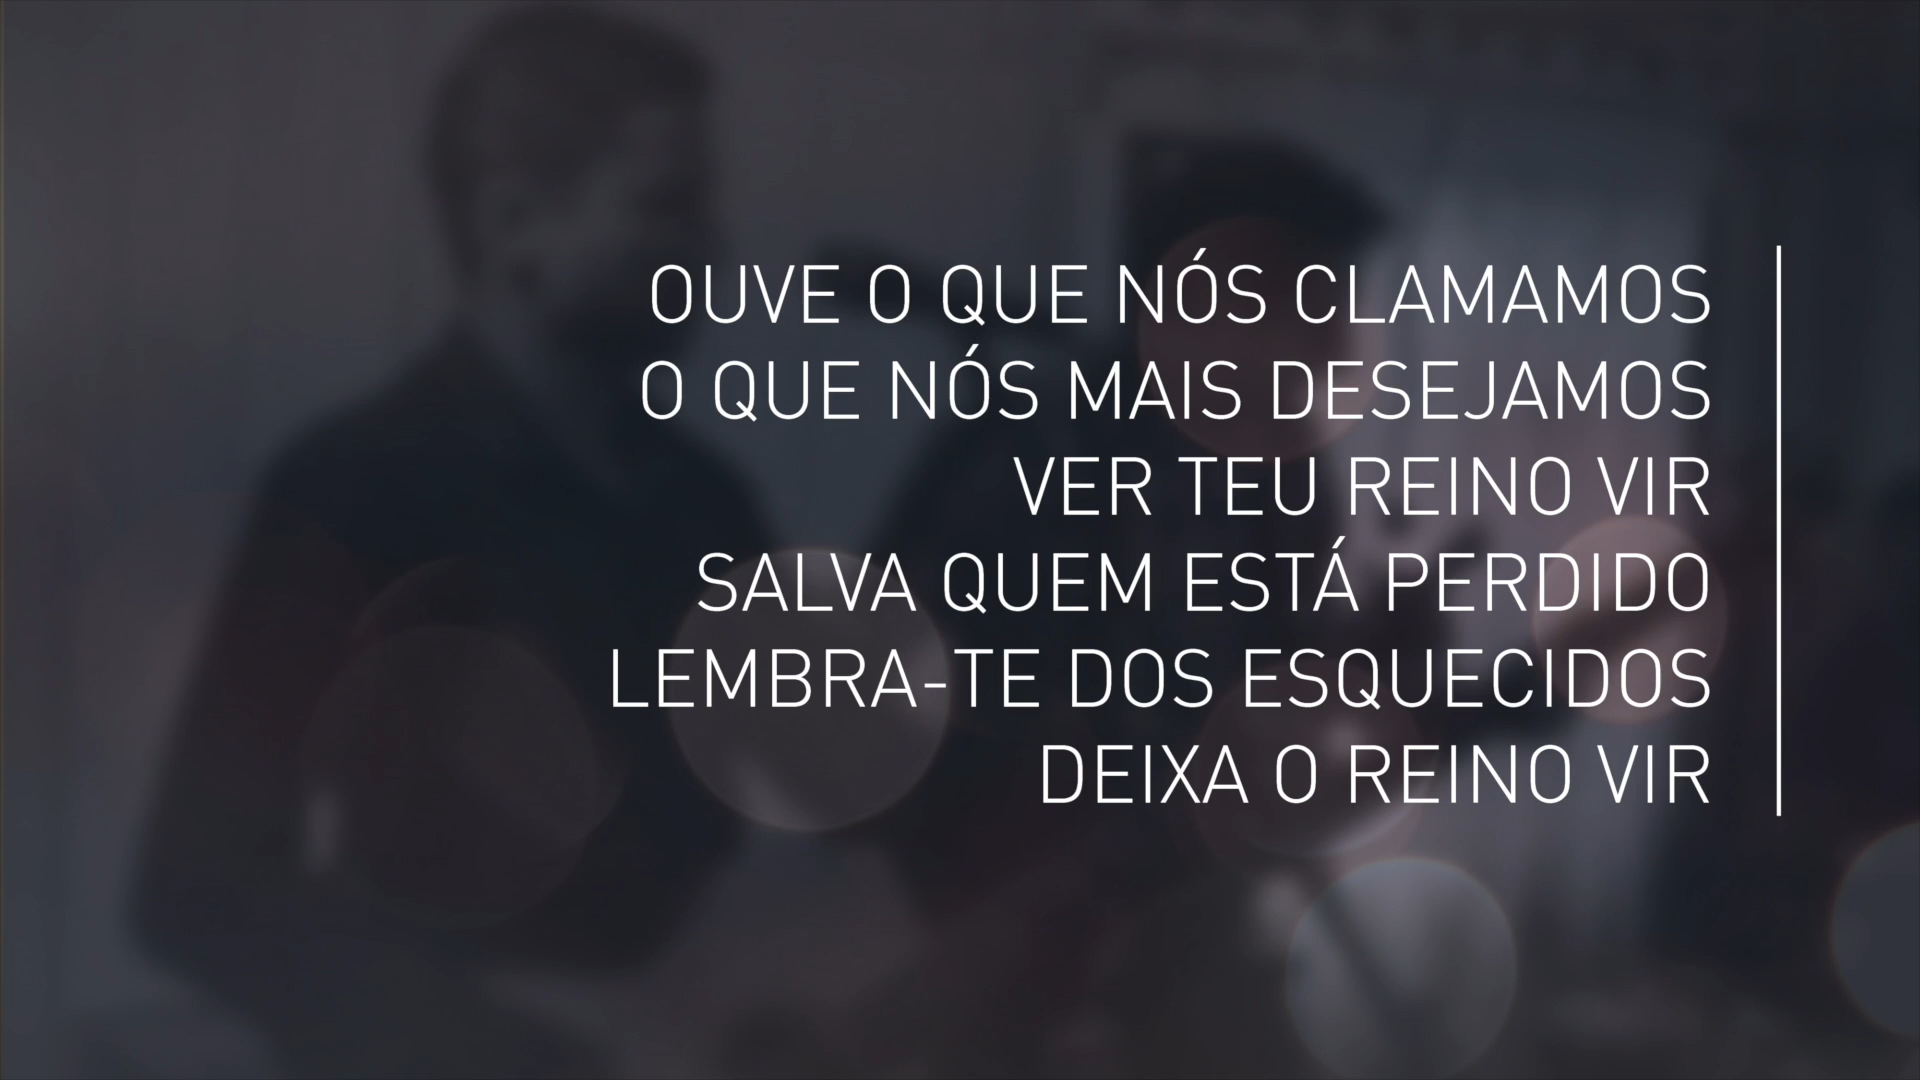 OUVE O QUE NÓS CLAMAMOS
O QUE NÓS MAIS DESEJAMOS
VER TEU REINO VIR
SALVA QUEM ESTÁ PERDIDO
LEMBRA-TE DOS ESQUECIDOS
DEIXA O REINO VIR